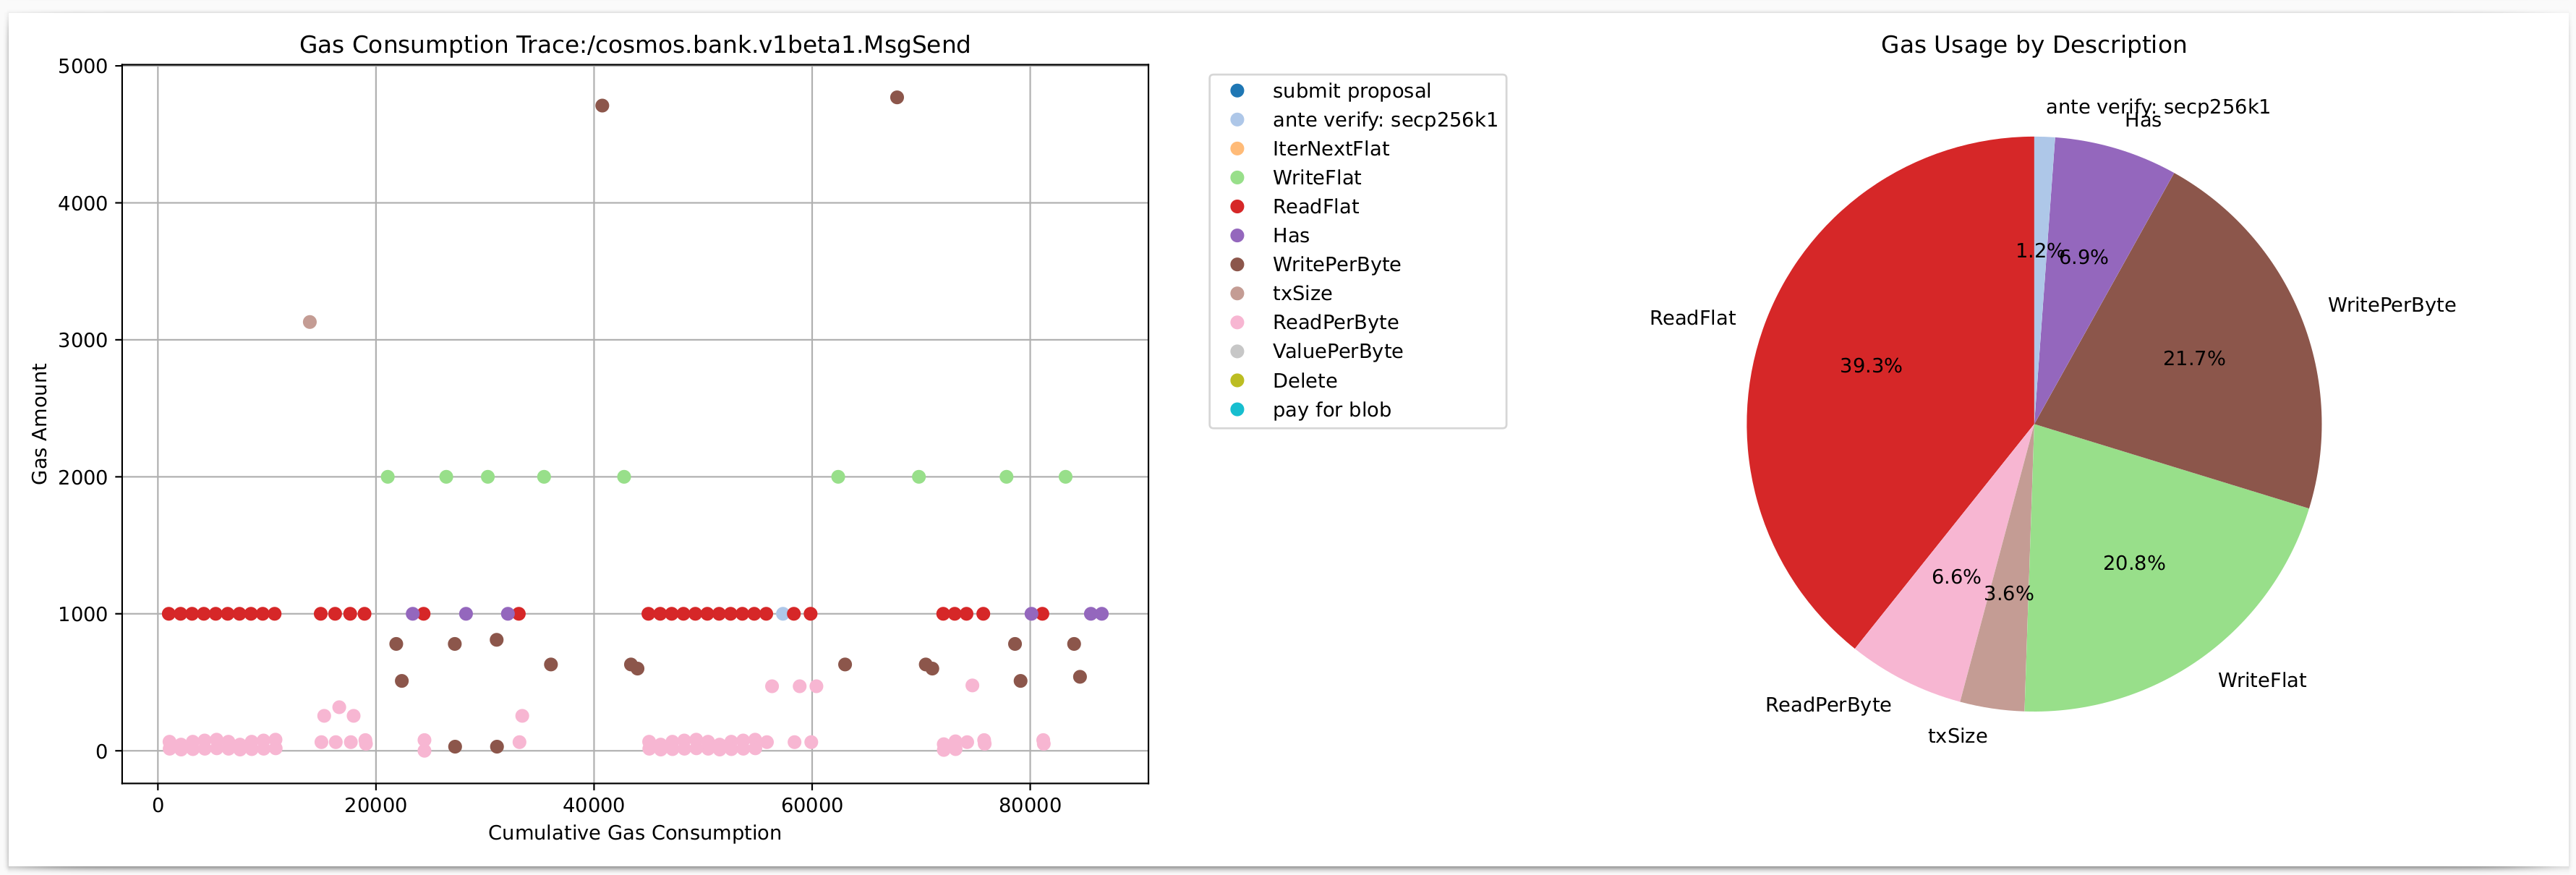 Gas Consumption Trace:/cosmos.bank.v1beta1.MsgSend
5000
4000
3000
2000
1000
0
Gas Amount
0 20000 40000 60000 80000
Cumulative Gas Consumption
submit proposal
ante verify: secp256k1
IterNextFlat
WriteFlat
ReadFlat
Has
WritePerByte
txSize
ReadPerByte
ValuePerByte
Delete
pay for blob
Gas Usage by Description
ante verify: secp256k1
Has
1.2%
6.9%
WritePerByte
ReadFlat
21.7%
39.3%
20.8%
6.6%
3.6%
WriteFlat
ReadPerByte
txSize